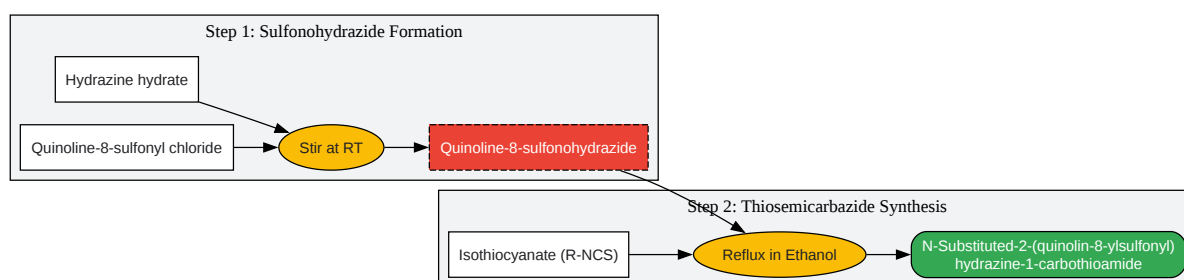 Step 1: Sulfonohydrazide Formation
Hydrazine hydrate
Quinoline-8-sulfonyl chloride
Stir at RT
Quinoline-8-sulfonohydrazide
Step 2: Thiosemicarbazide Synthesis
Isothiocyanate (R-NCS)
Reflux in Ethanol
N-Substituted-2-(quinolin-8-ylsulfonyl)
hydrazine-1-carbothioamide